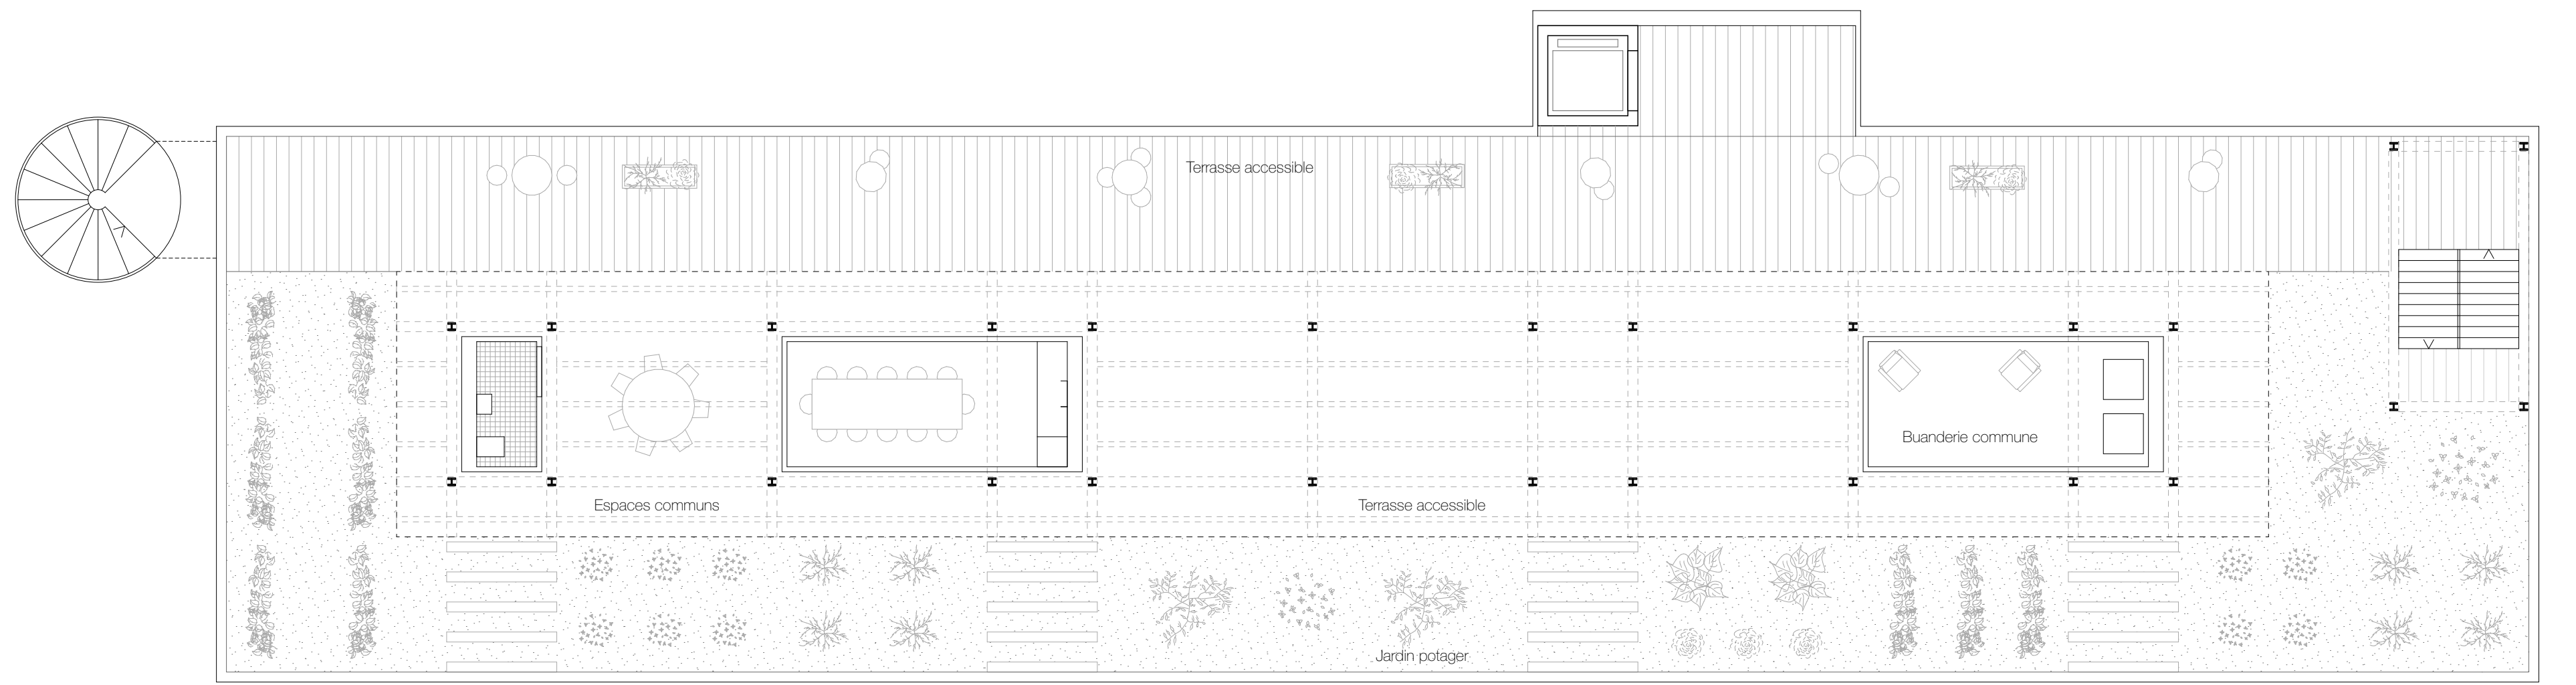 Terrasse accessible
Buanderie commune
Espaces communs
Terrasse accessible
Jardin potager